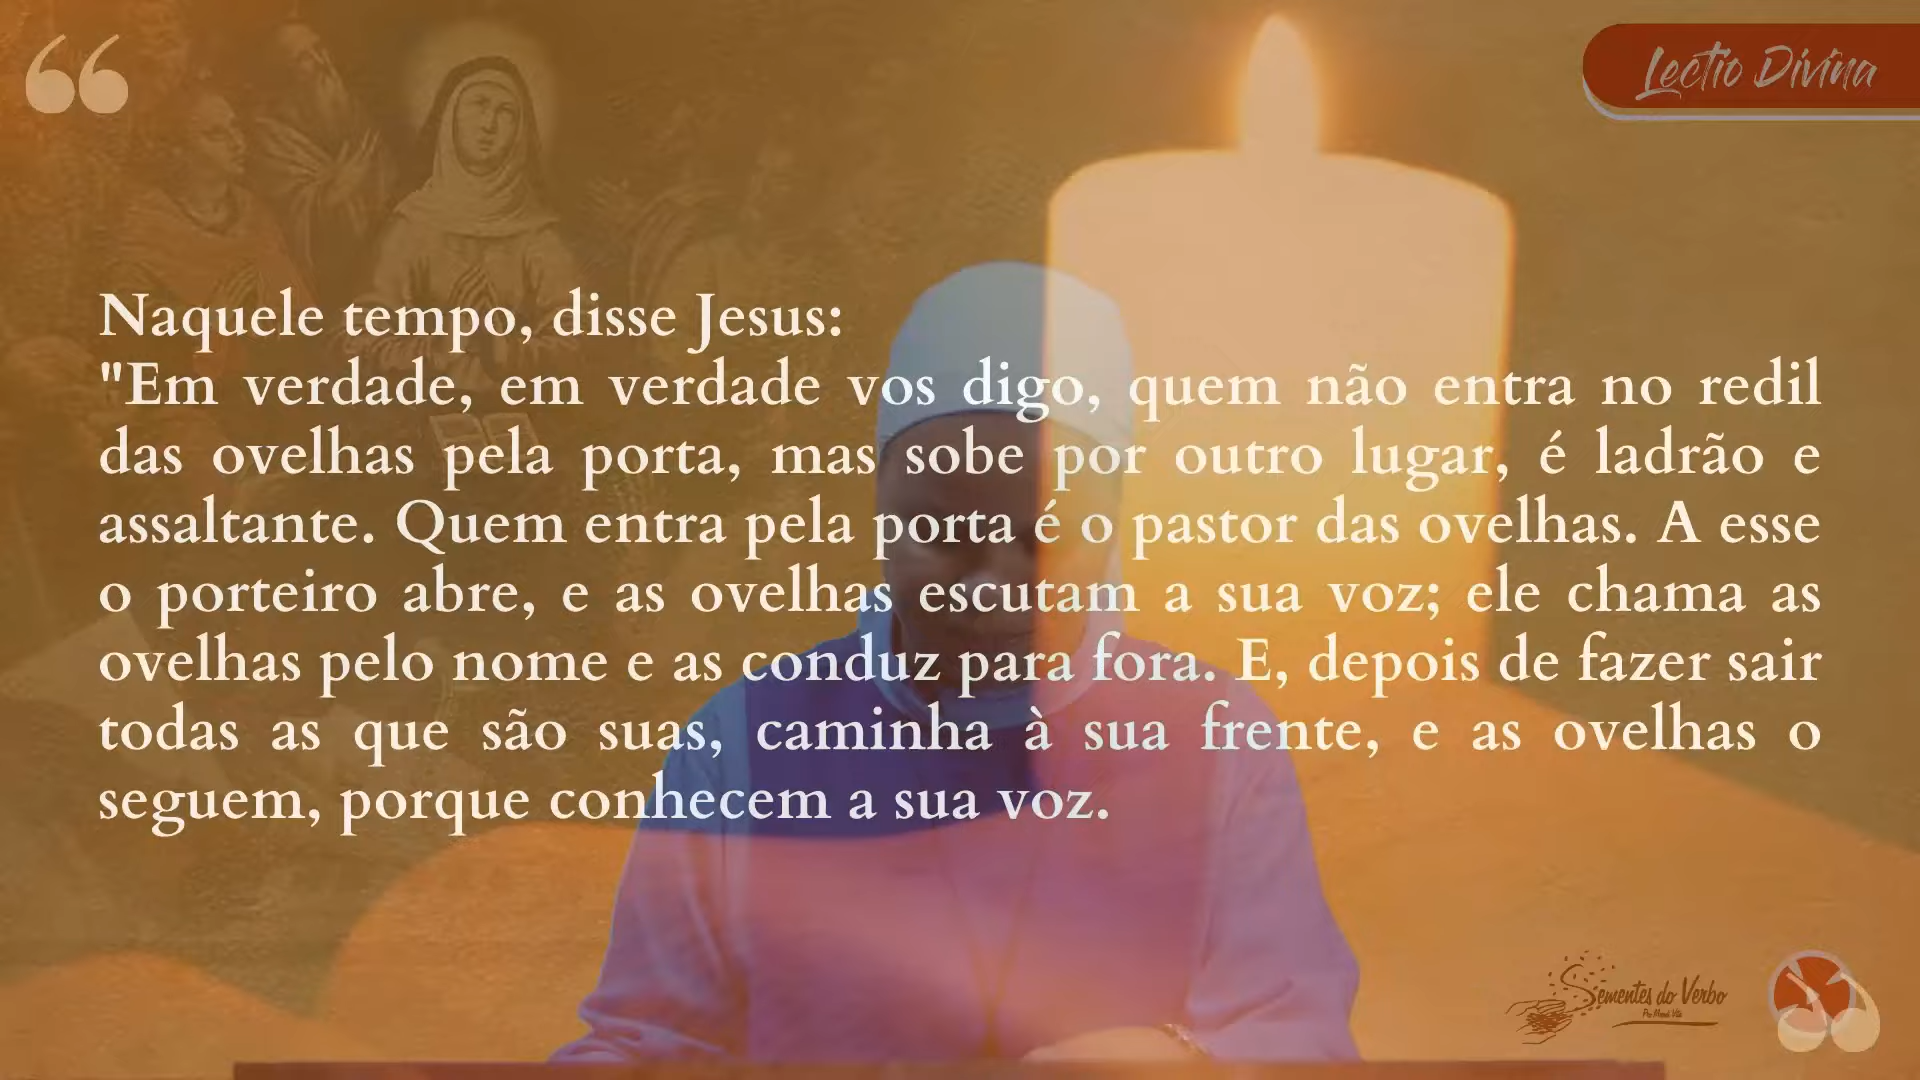 Lectio Divina
Naquele tempo, disse Jesus:
"Em verdade, em verdade vos digo, quem não entra no redil
das ovelhas pela porta, mas sobe por outro lugar, é ladrão e
assaltante. Quem entra pela porta é o pastor das ovelhas. A esse
o porteiro abre, e as ovelhas escutam a sua voz; ele chama as
ovelhas pelo nome e as conduz para fora. E, depois de fazer sair
todas as que são suas, caminha à sua frente, e as ovelhas o
seguem, porque conhecem a sua voz.
Sementes do Verbo